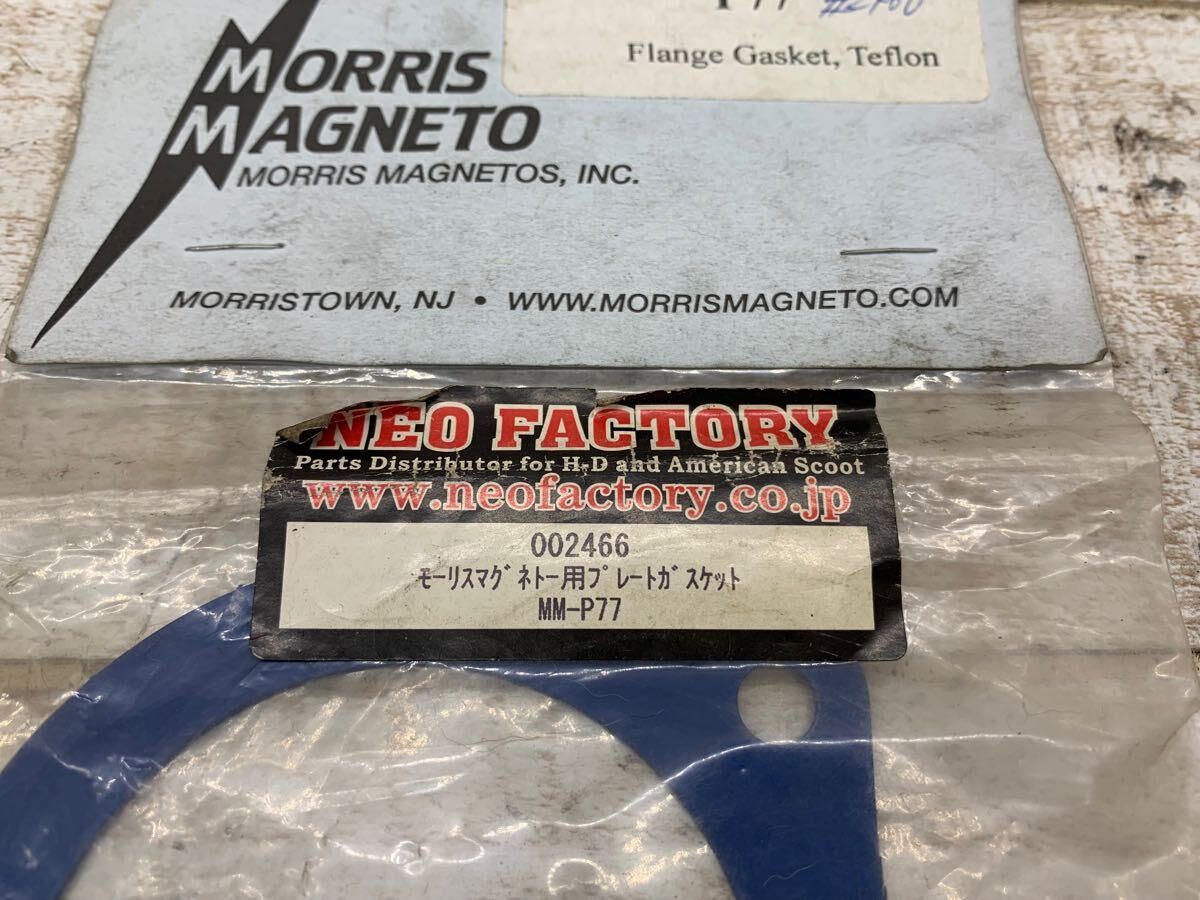 P77
Flange Gasket, Teflon
MORRIS
MAGNETO
MORRIS MAGNETOS, INC.
MORRISTOWN, NJ • WWW.MORRISMAGNETO.COM
NEO FACTORY
Parts Distributor for H-D and American Scoot
www.neofactory.co.jp
002466
モーリスマグネトー用プレートガスケット
MM-P77